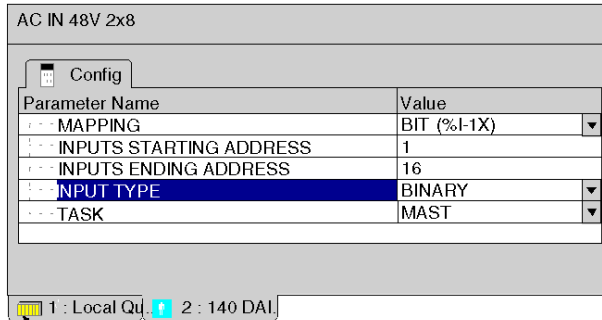 AC IN 48V 2x8
Config
Parameter Name Value
MAPPING BIT (%I-1X)
INPUTS STARTING ADDRESS 1
INPUTS ENDING ADDRESS 16
INPUT TYPE BINARY
TASK MAST
1 : Local Qu... 2 : 140 DAI.